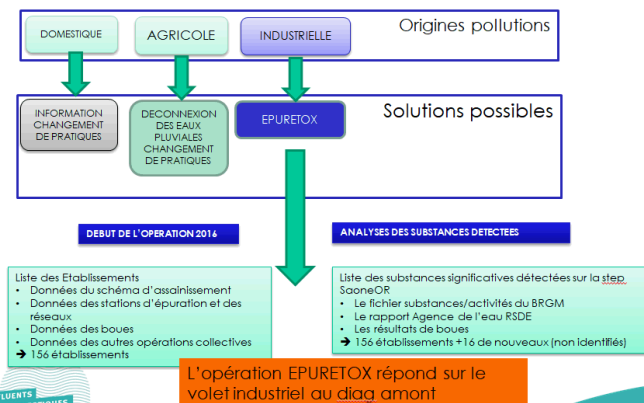 Origines pollutions
DOMESTIQUE
AGRICOLE
INDUSTRIELLE
Solutions possibles
INFORMATION
CHANGEMENT
DE PRATIQUES
DECONNEXION
DES EAUX
PLUVIALES
CHANGEMENT
DE PRATIQUES
EPURETOX
DEBUT DE L'OPERATION 2016
ANALYSES DES SUBSTANCES DETECTEES
Liste des Etablissements
• Données du schéma d'assainissement
• Données des stations d'épuration et des
réseaux
• Données des boues
• Données des autres opérations collectives
➔ 156 établissements
Liste des substances significatives détectées sur la step
SaoneOR
• Le fichier substances/activités du BRGM
• Le rapport Agence de l'eau RSDE
• Les résultats de boues
➔ 156 établissements +16 de nouveaux (non identifiés)
L'opération EPURETOX répond sur le
volet industriel au diag amont